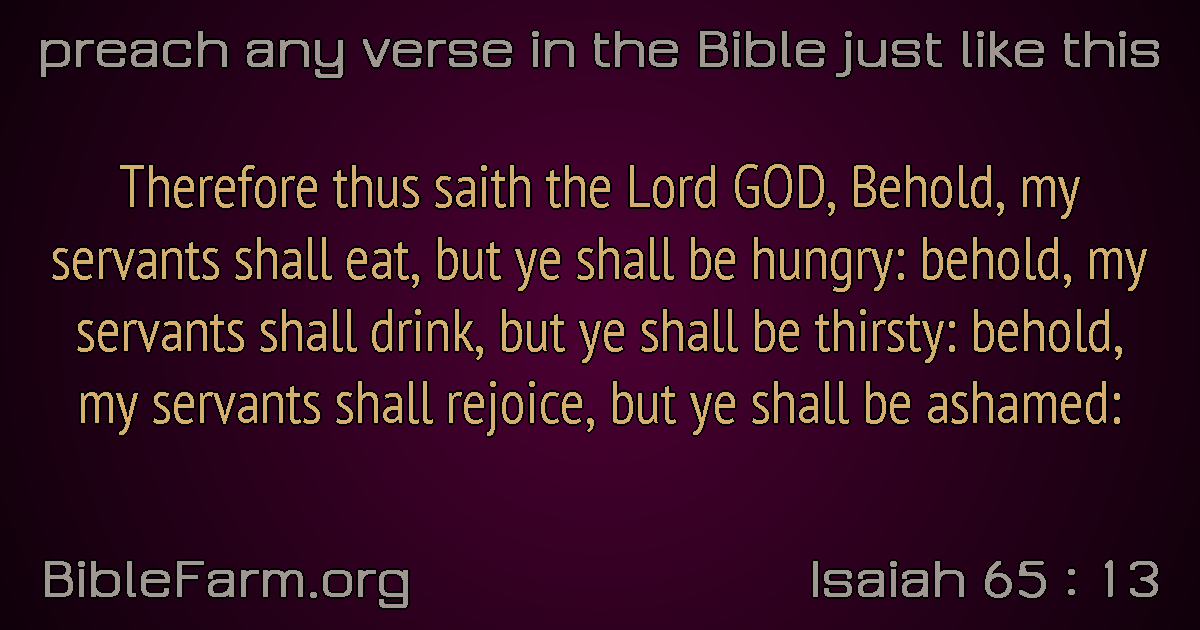 preach any verse in the Bible just like this
Therefore thus saith the Lord GOD, Behold, my
servants shall eat, but ye shall be hungry: behold, my
servants shall drink, but ye shall be thirsty: behold,
my servants shall rejoice, but ye shall be ashamed:
BibleFarm.org
Isaiah 65 : 13